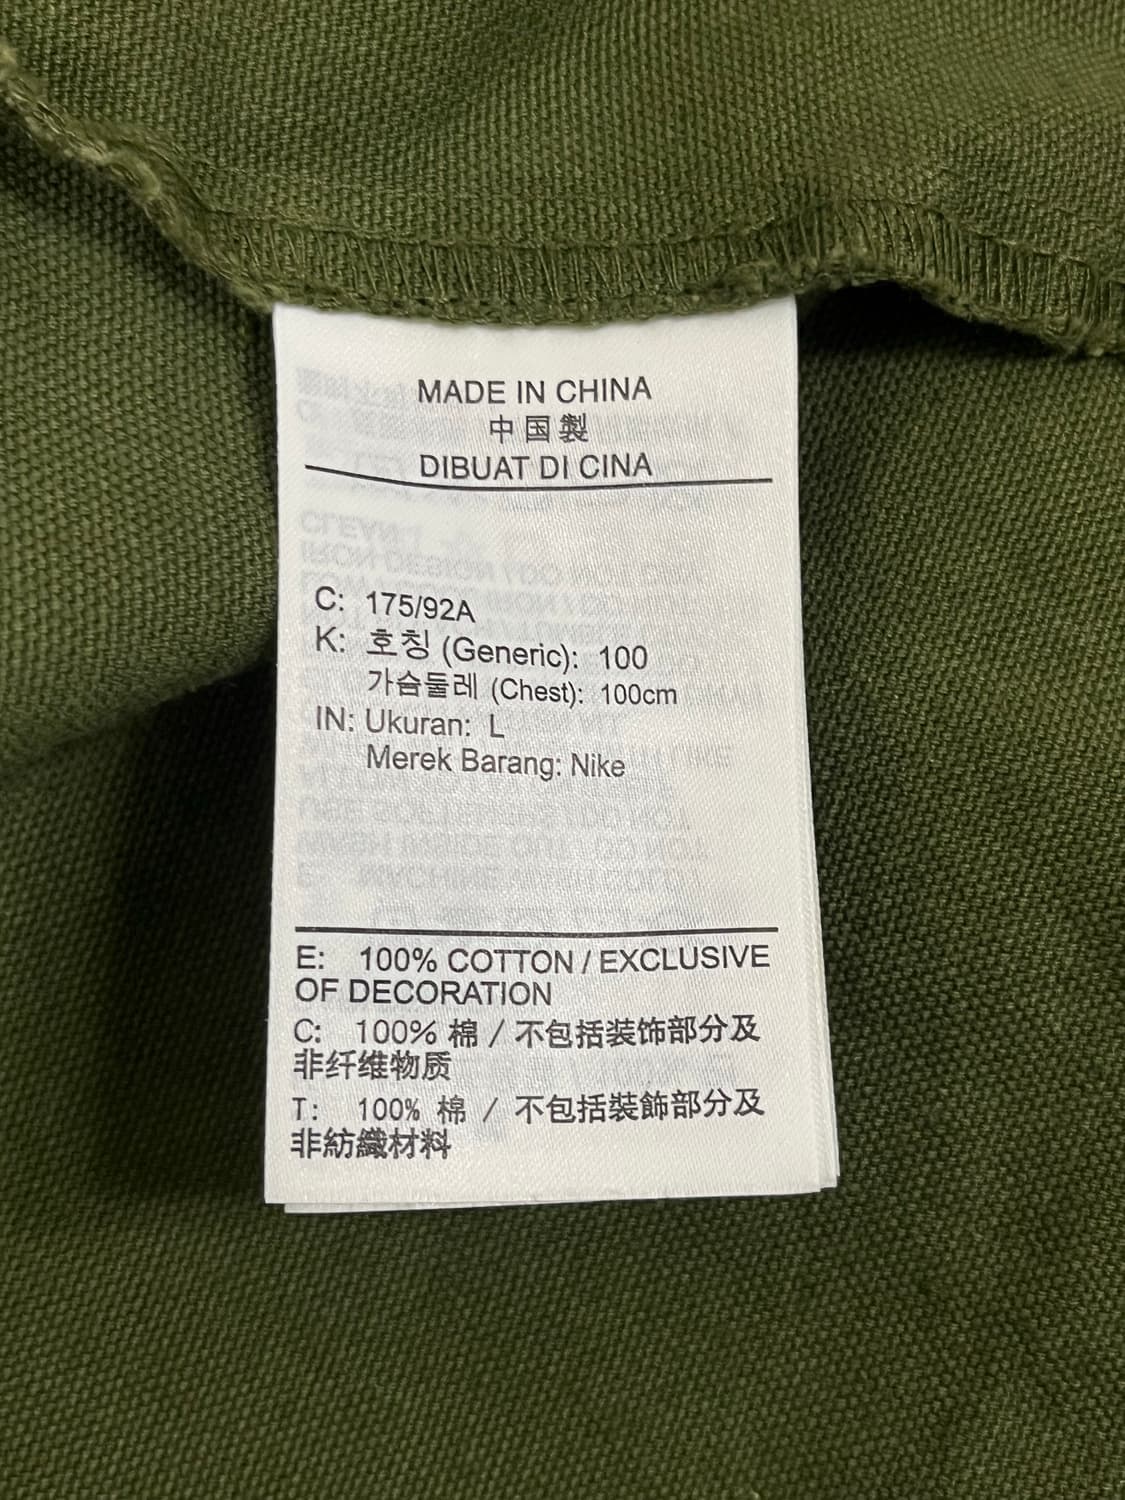 MADE IN CHINA
中国製
DIBUAT DI CINA
C: 175/92A
K: 호칭 (Generic): 100
가슴둘레 (Chest): 100cm
IN: Ukuran: L
Merek Barang: Nike
E: 100% COTTON / EXCLUSIVE
OF DECORATION
C: 100% 棉 / 不包括装饰部分及
非纤维物质
T: 100% 棉 / 不包括裝飾部分及
非紡織材料